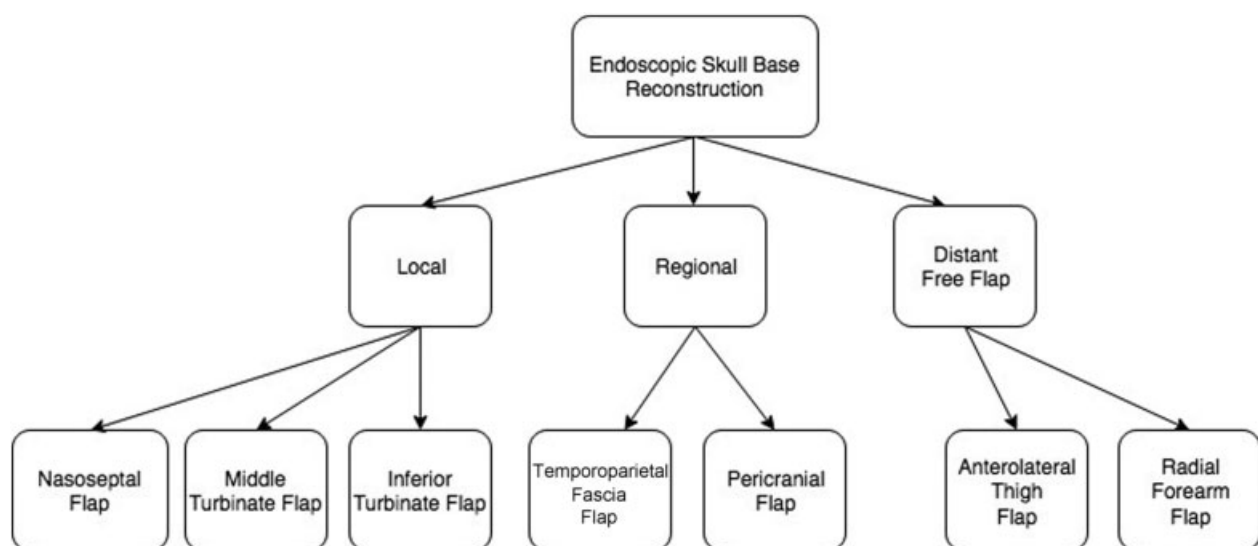 Endoscopic Skull Base
Reconstruction
Local
Regional
Distant
Free Flap
Nasoseptal
Flap
Middle
Turbinate Flap
Inferior
Turbinate Flap
Temporoparietal
Fascia
Flap
Pericranial
Flap
Anterolateral
Thigh
Flap
Radial
Forearm
Flap